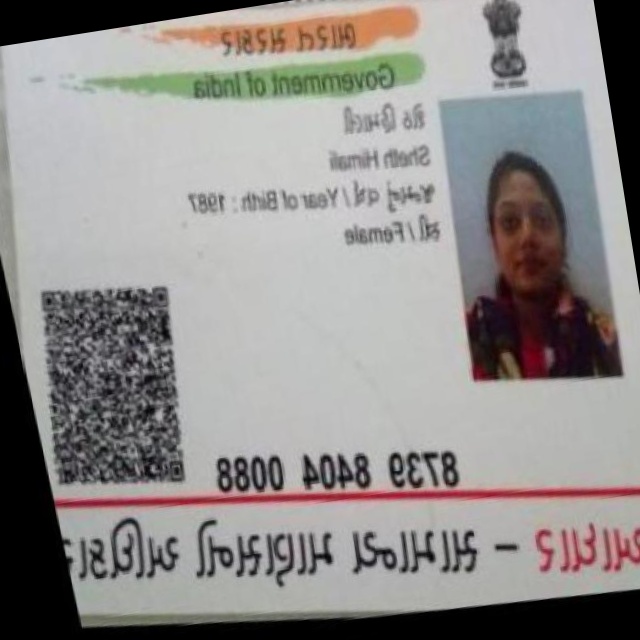 ભારત સરકાર
Government of India
શેઠ હિમાલી
Sheth Himali
જન્મનું વર્ષ / Year of Birth : 1987
સ્ત્રી / Female
8739 8404 0088
આધાર – સામાન્ય માણસનો અધિકાર